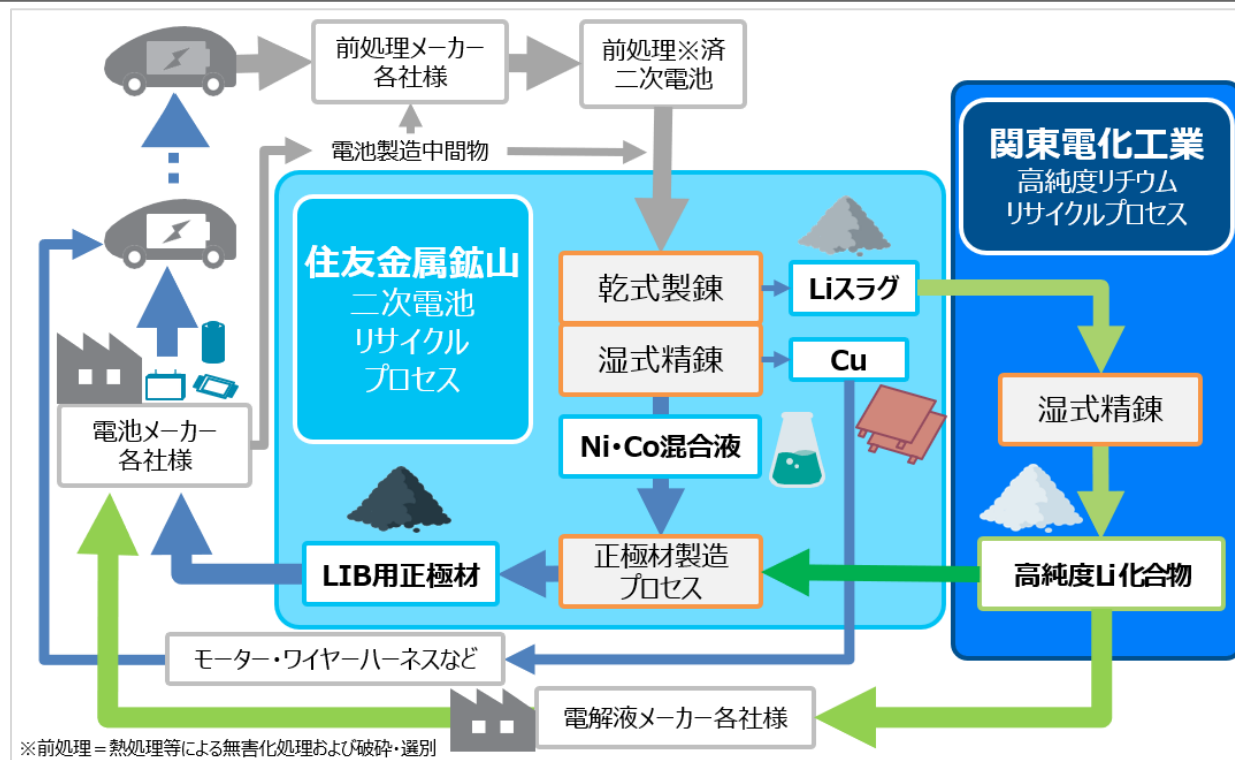 前処理メーカー
各社様
前処理※済
二次電池
電池製造中間物
関東電化工業
高純度リチウム
リサイクルプロセス
住友金属鉱山
二次電池
リサイクル
プロセス
乾式製錬
Liスラグ
湿式精錬
Cu
湿式精錬
電池メーカー
各社様
Ni・Co混合液
LIB用正極材
正極材製造
プロセス
高純度Li化合物
モーター・ワイヤーハーネスなど
電解液メーカー各社様
※前処理＝熱処理等による無害化処理および破砕・選別